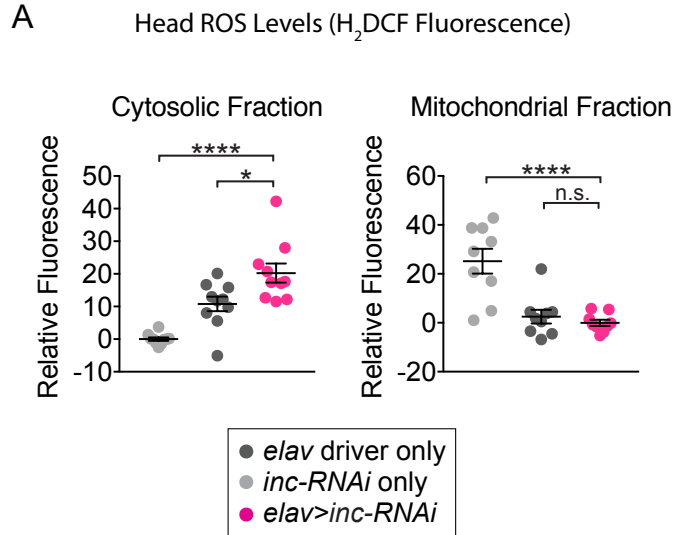 A
Head ROS Levels (H₂DCF Fluorescence)
Cytosolic Fraction
Relative Fluorescence
50
40
30
20
10
0
-10
****
*
Mitochondrial Fraction
Relative Fluorescence
60
40
20
0
-20
****
n.s.
elav driver only
inc-RNAi only
elav>inc-RNAi